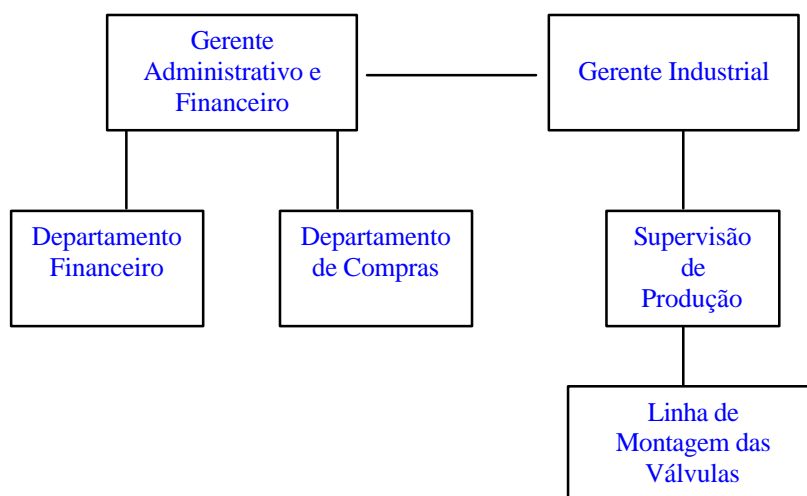 Gerente
Administrativo e
Financeiro
Gerente Industrial
Departamento
Financeiro
Departamento
de Compras
Supervisão
de
Produção
Linha de
Montagem das
Válvulas